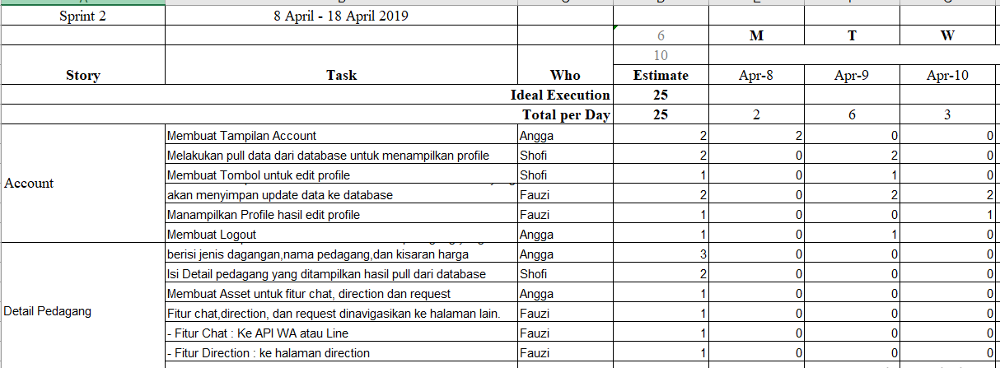 Sprint 2 8 April - 18 April 2019
6 M T W
10
Story Task Who Estimate Apr-8 Apr-9 Apr-10
Ideal Execution 25
Total per Day 25 2 6 3
Membuat Tampilan Account Angga 2 2 0 0
Melakukan pull data dari database untuk menampilkan profile Shofi 2 0 2 0
Account
Membuat Tombol untuk edit profile Shofi 1 0 1 0
akan menyimpan update data ke database Fauzi 2 0 2 2
Manampilkan Profile hasil edit profile Fauzi 1 0 0 1
Membuat Logout Angga 1 0 1 0
berisi jenis dagangan,nama pedagang,dan kisaran harga Angga 3 0 0 0
Isi Detail pedagang yang ditampilkan hasil pull dari database Shofi 2 0 0 0
Membuat Asset untuk fitur chat, direction dan request Angga 1 0 0 0
Detail Pedagang
Fitur chat,direction, dan request dinavigasikan ke halaman lain. Fauzi 1 0 0 0
- Fitur Chat : Ke API WA atau Line Fauzi 1 0 0 0
- Fitur Direction : ke halaman direction Fauzi 1 0 0 0